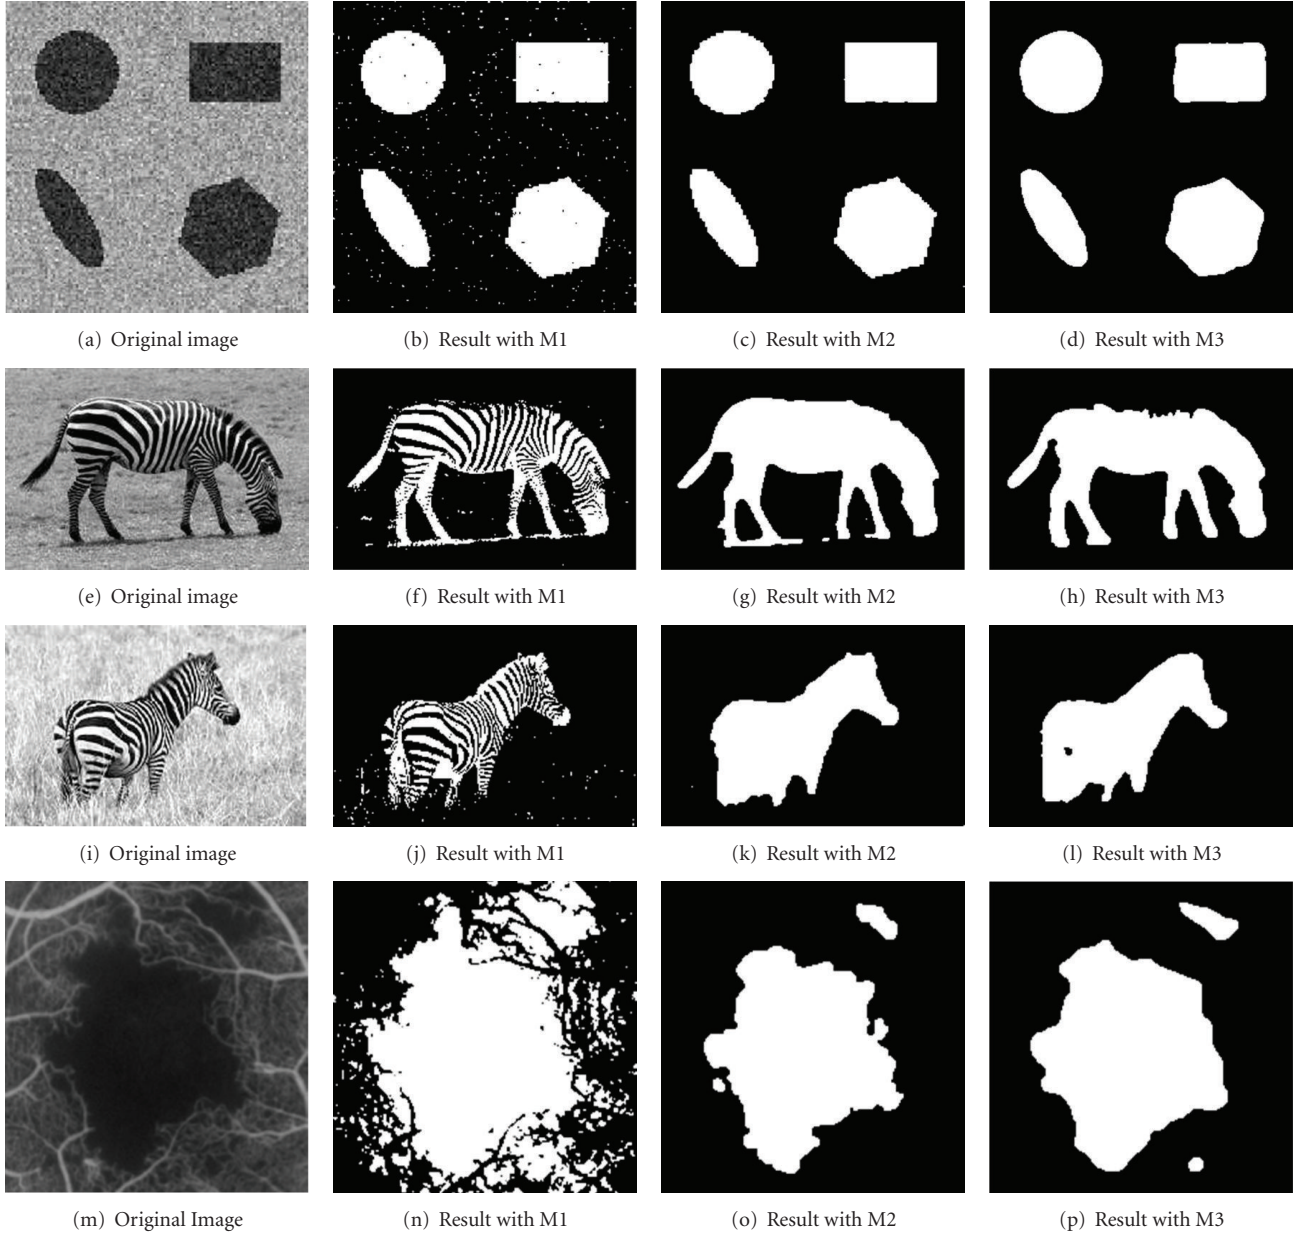 (a) Original image
(b) Result with M1
(c) Result with M2
(d) Result with M3
(e) Original image
(f) Result with M1
(g) Result with M2
(h) Result with M3
(i) Original image
(j) Result with M1
(k) Result with M2
(l) Result with M3
(m) Original Image
(n) Result with M1
(o) Result with M2
(p) Result with M3